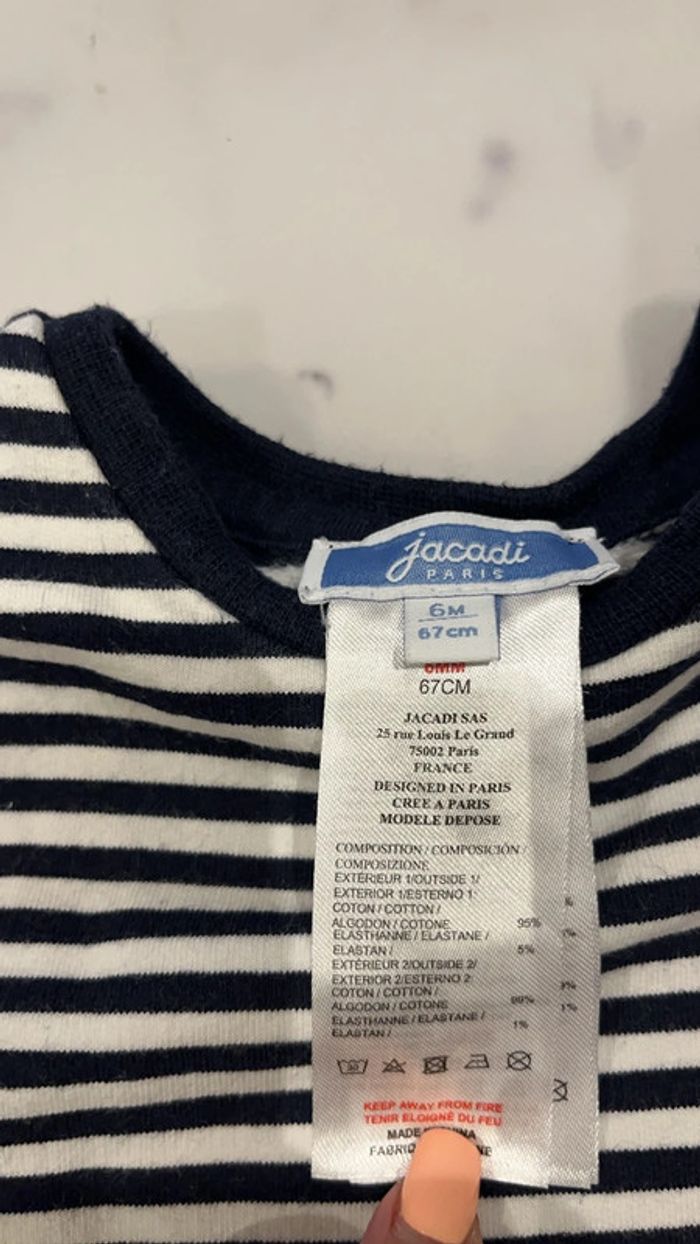 jacadi
PARIS
6M
67cm
6MM
67CM
JACADI SAS
25 rue Louis Le Grand
75002 Paris
FRANCE
DESIGNED IN PARIS
CREE A PARIS
MODELE DEPOSE
COMPOSITION / COMPOSICIÓN /
COMPOSIZIONE
EXTÉRIEUR 1/OUTSIDE 1/
EXTERIOR 1/ESTERNO 1:
COTON / COTTON /
ALGODON / COTONE 95%
ELASTHANNE / ELASTANE /
ELASTAN / 5%
EXTÉRIEUR 2/OUTSIDE 2/
EXTERIOR 2/ESTERNO 2:
COTON / COTTON /
ALGODON / COTONE 99%
ELASTHANNE / ELASTANE / 1%
ELASTAN /
KEEP AWAY FROM FIRE
TENIR ELOIGNÉ DU FEU
MADE